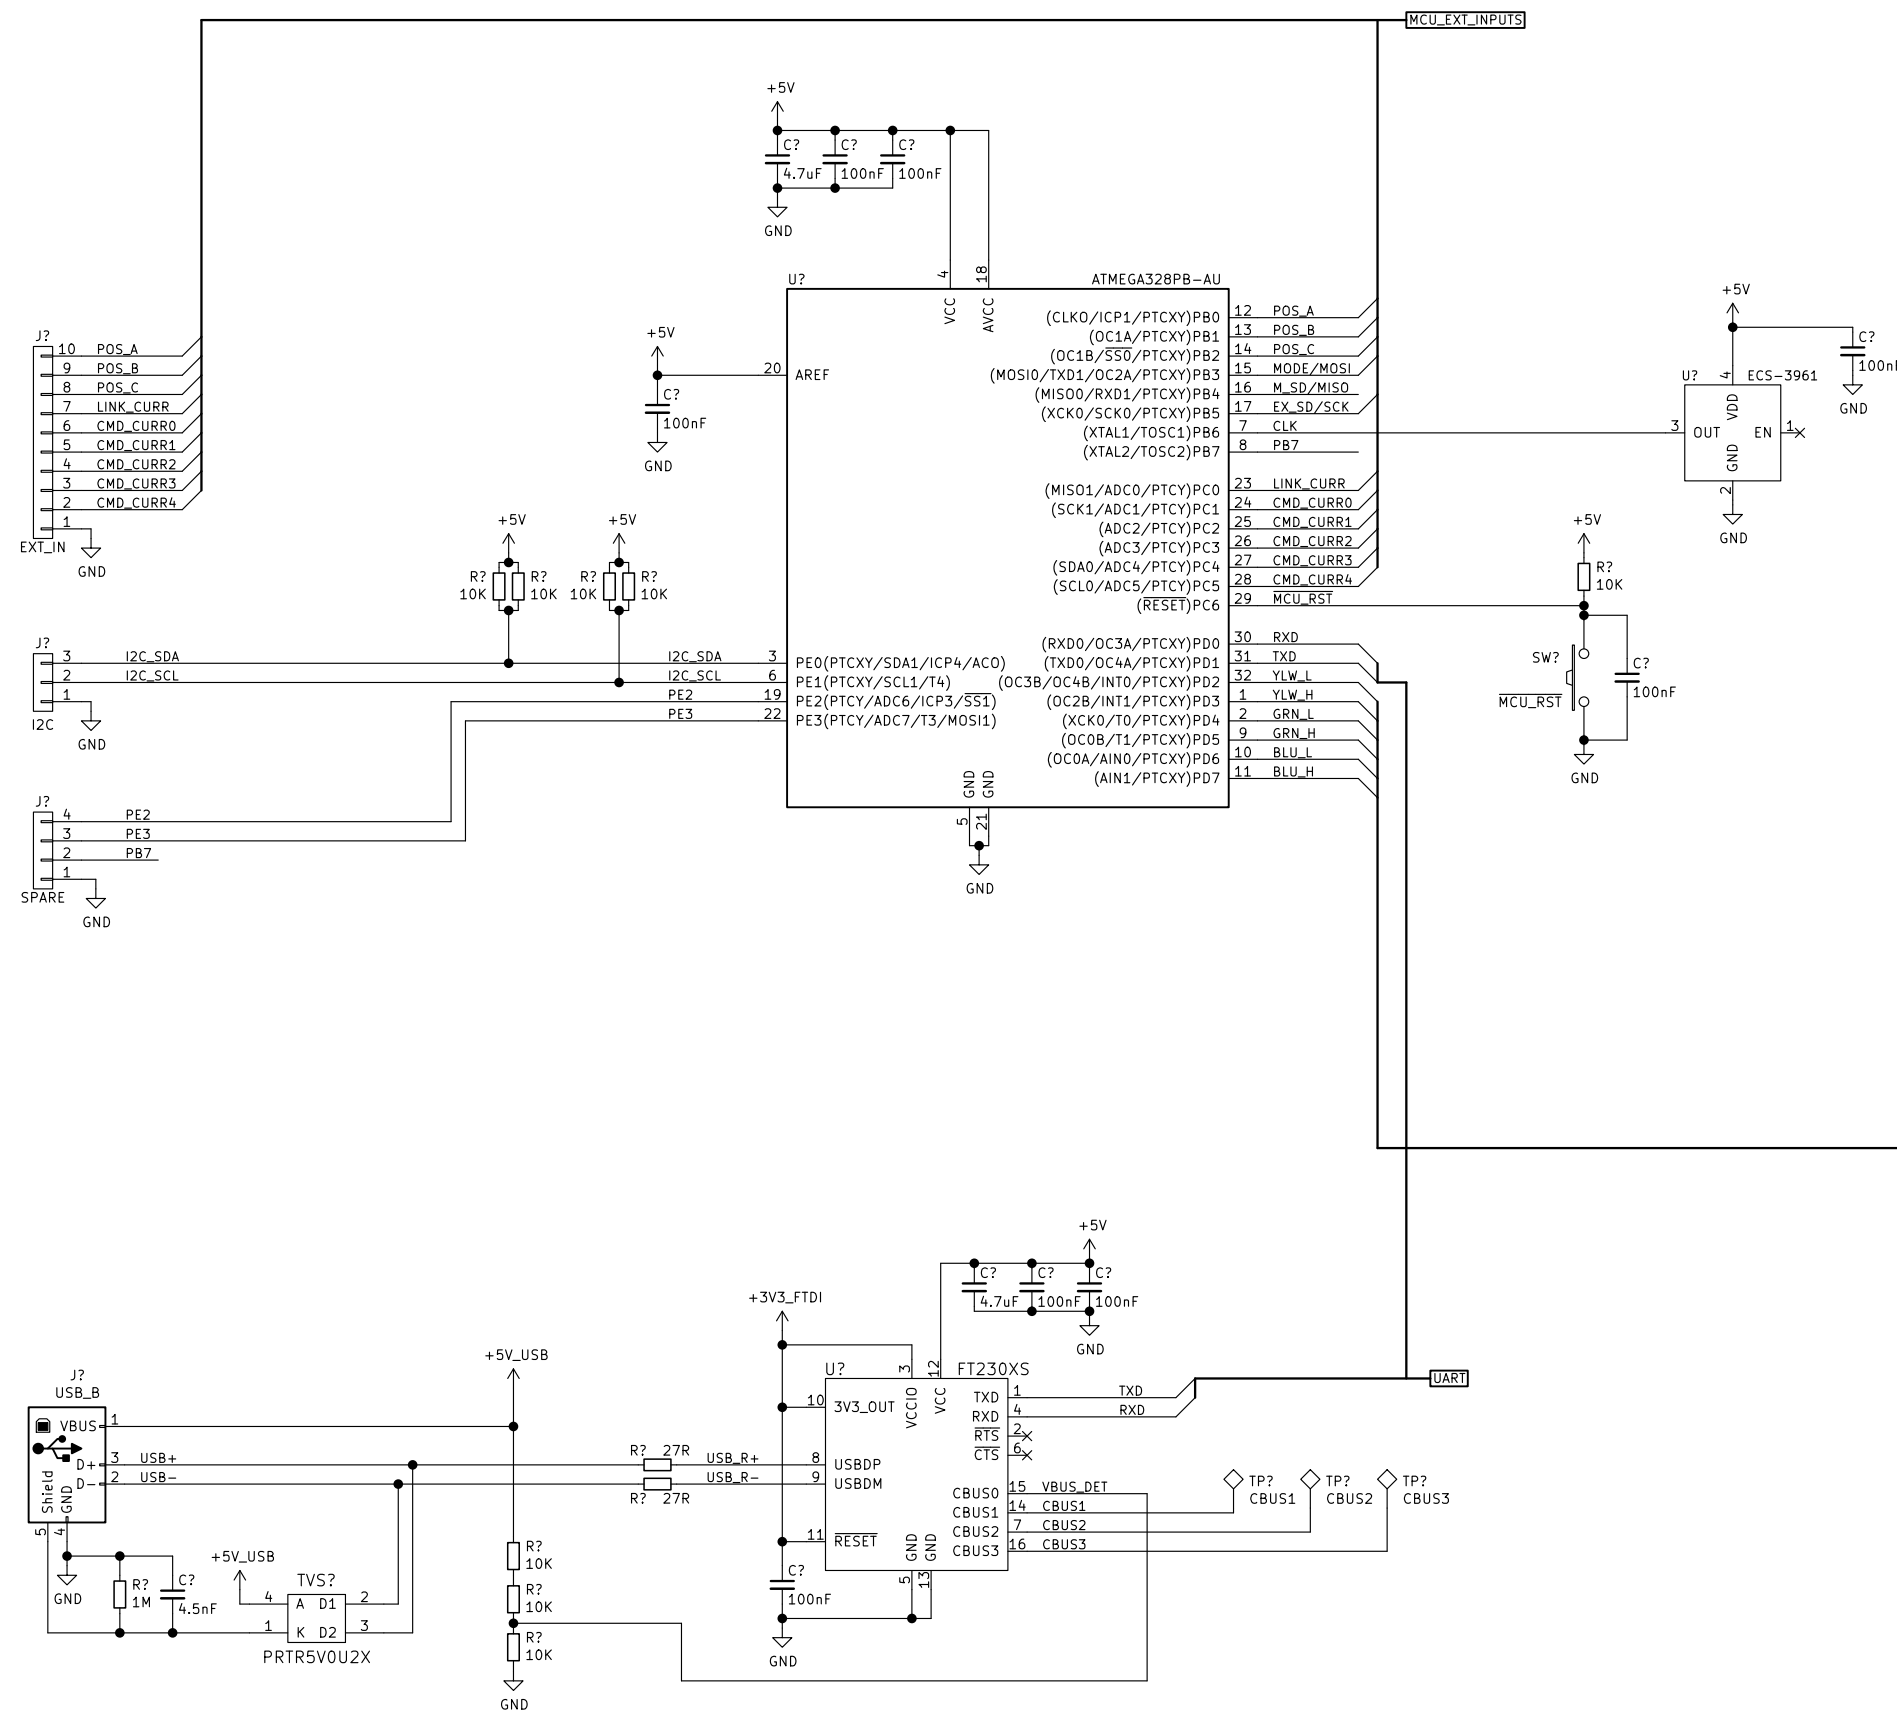 MCU_EXT_INPUTS
+5V
C? C? C?
4.7uF 100nF 100nF
GND
U? ATMEGA328PB-AU
4 18
VCC AVCC
+5V
20 AREF
C?
100nF
GND
(CLKO/ICP1/PTCXY)PB0 12 POS_A
(OC1A/PTCXY)PB1 13 POS_B
(OC1B/SS0/PTCXY)PB2 14 POS_C
(MOSI0/TXD1/OC2A/PTCXY)PB3 15 MODE/MOSI
(MISO0/RXD1/PTCXY)PB4 16 M_SD/MISO
(XCK0/SCK0/PTCXY)PB5 17 EX_SD/SCK
(XTAL1/TOSC1)PB6 7 CLK
(XTAL2/TOSC2)PB7 8 PB7
(MISO1/ADC0/PTCY)PC0 23 LINK_CURR
(SCK1/ADC1/PTCY)PC1 24 CMD_CURR0
(ADC2/PTCY)PC2 25 CMD_CURR1
(ADC3/PTCY)PC3 26 CMD_CURR2
(SDA0/ADC4/PTCY)PC4 27 CMD_CURR3
(SCL0/ADC5/PTCY)PC5 28 CMD_CURR4
(RESET)PC6 29 MCU_RST
(RXD0/OC3A/PTCXY)PD0 30 RXD
(TXD0/OC4A/PTCXY)PD1 31 TXD
(OC3B/OC4B/INT0/PTCXY)PD2 32 YLW_L
(OC2B/INT1/PTCXY)PD3 1 YLW_H
(XCK0/T0/PTCXY)PD4 2 GRN_L
(OC0B/T1/PTCXY)PD5 9 GRN_H
(OC0A/AIN0/PTCXY)PD6 10 BLU_L
(AIN1/PTCXY)PD7 11 BLU_H
I2C_SDA 3 PE0(PTCXY/SDA1/ICP4/ACO)
I2C_SCL 6 PE1(PTCXY/SCL1/T4)
PE2 19 PE2(PTCY/ADC6/ICP3/SS1)
PE3 22 PE3(PTCY/ADC7/T3/MOSI1)
GND GND
5 21
GND
J?
10 POS_A
9 POS_B
8 POS_C
7 LINK_CURR
6 CMD_CURR0
5 CMD_CURR1
4 CMD_CURR2
3 CMD_CURR3
2 CMD_CURR4
1
EXT_IN
GND
+5V +5V
R? R? R? R?
10K 10K 10K 10K
J?
3 I2C_SDA
2 I2C_SCL
1
I2C
GND
J?
4 PE2
3 PE3
2 PB7
1
SPARE
GND
+5V
C?
100nF
GND
U? ECS-3961
4 VDD
3 OUT EN 1
GND
2
GND
+5V
R?
10K
SW?
MCU_RST
C?
100nF
GND
+5V
C? C? C?
4.7uF 100nF 100nF
GND
+3V3_FTDI
U? FT230XS
3 12
VCCIO VCC
10 3V3_OUT
8 USBDP
9 USBDM
11 RESET
TXD 1 TXD
RXD 4 RXD
RTS 2
CTS 6
CBUS0 15 VBUS_DET
CBUS1 14 CBUS1
CBUS2 7 CBUS2
CBUS3 16 CBUS3
GND GND
5 13
C?
100nF
GND
UART
TP? TP? TP?
CBUS1 CBUS2 CBUS3
+5V_USB
J?
USB_B
VBUS 1
D+ 3 USB+
D- 2 USB-
Shield GND
5 4
R? 27R USB_R+
USB_R-
R? 27R
GND
R?
1M
C?
4.5nF
+5V_USB
TVS?
4 A D1 2
1 K D2 3
PRTR5V0U2X
R?
10K
R?
10K
R?
10K
GND